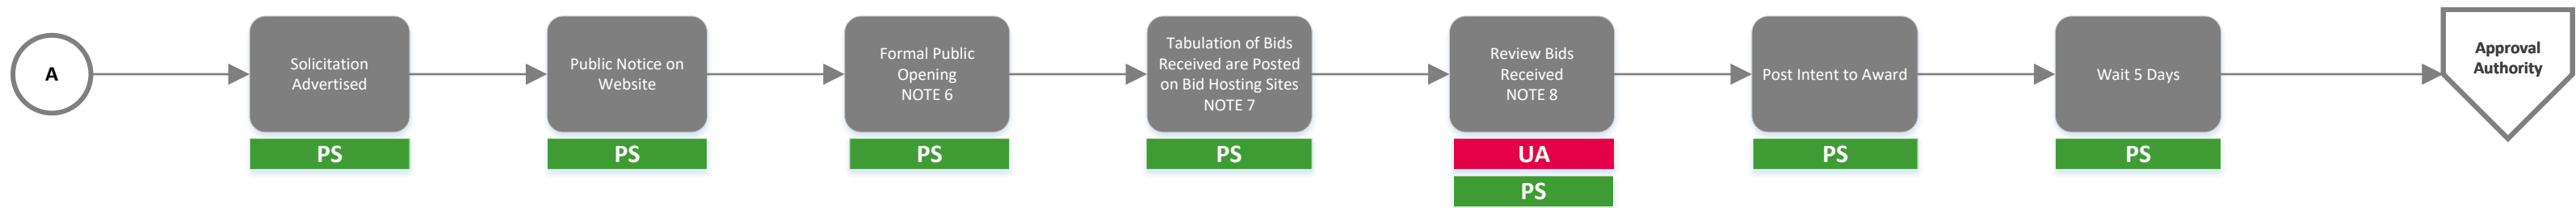 A
Solicitation
Advertised
PS
Public Notice on
Website
PS
Formal Public
Opening
NOTE 6
PS
Tabulation of Bids
Received are Posted
on Bid Hosting Sites
NOTE 7
PS
Review Bids
Received
NOTE 8
UA
PS
Post Intent to Award
PS
Wait 5 Days
PS
Approval
Authority